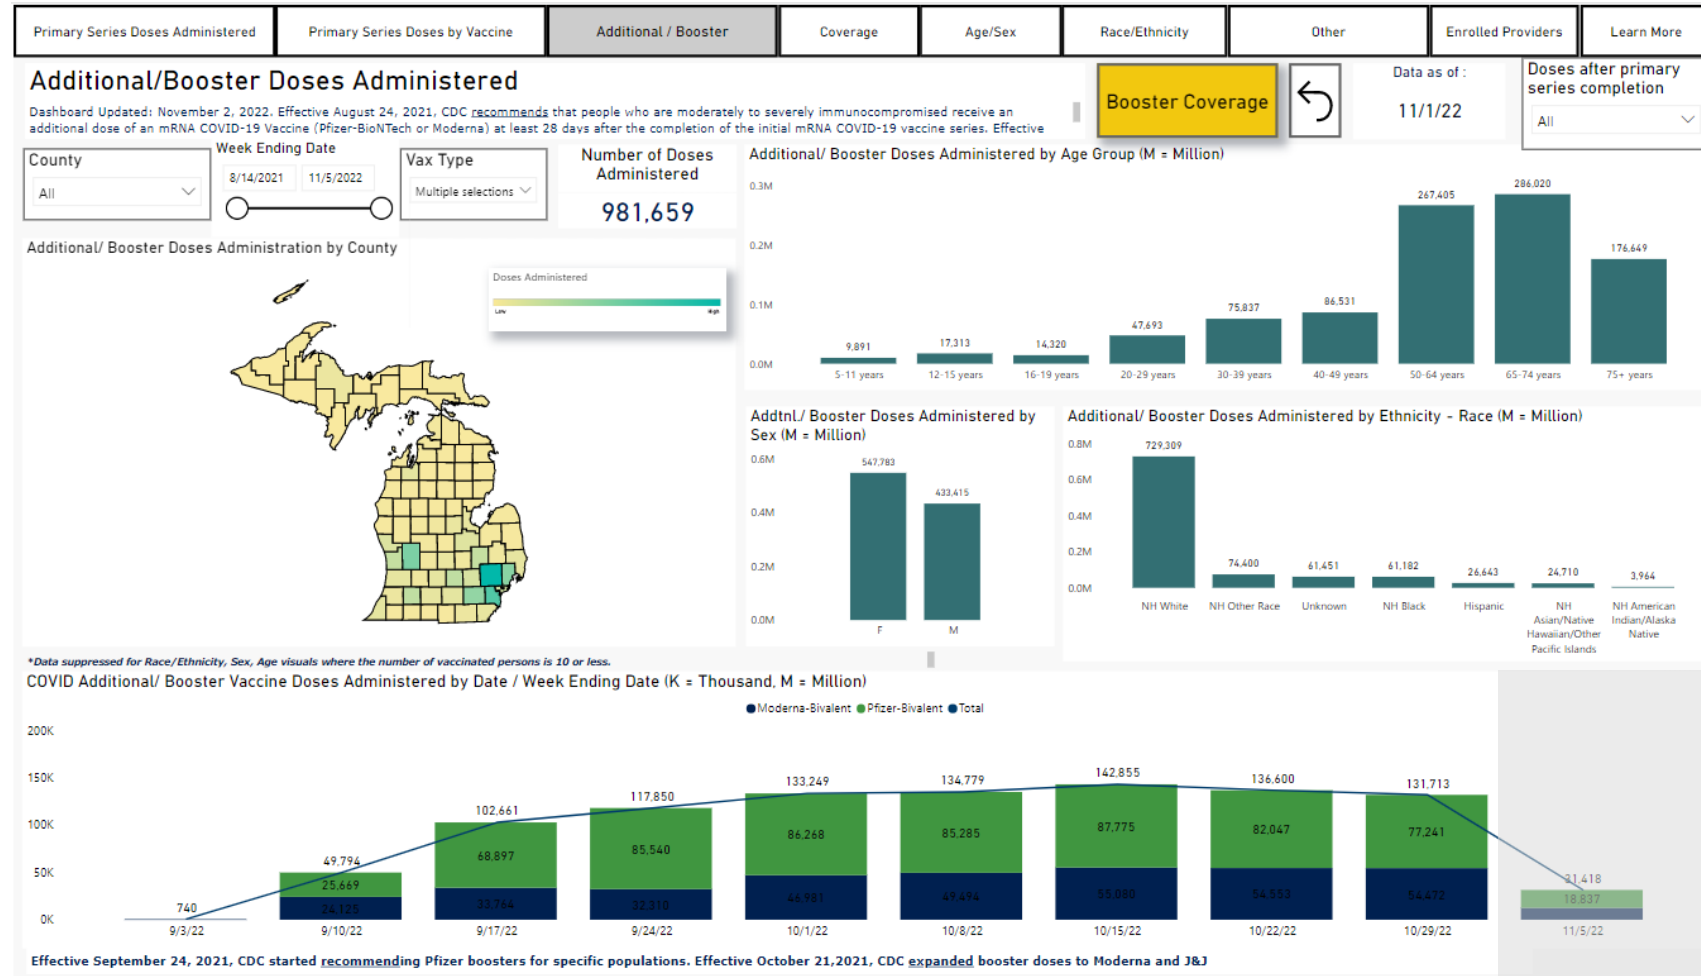 Primary Series Doses Administered
Primary Series Doses by Vaccine
Additional / Booster
Coverage
Age/Sex
Race/Ethnicity
Other
Enrolled Providers
Learn More
Additional/Booster Doses Administered
Dashboard Updated: November 2, 2022. Effective August 24, 2021, CDC recommends that people who are moderately to severely immunocompromised receive an
additional dose of an mRNA COVID-19 Vaccine (Pfizer-BioNTech or Moderna) at least 28 days after the completion of the initial mRNA COVID-19 vaccine series. Effective
Booster Coverage
Data as of :
11/1/22
Doses after primary
series completion
All
County
All
Week Ending Date
8/14/2021
11/5/2022
Vax Type
Multiple selections
Number of Doses
Administered
981,659
Additional/ Booster Doses Administration by County
Doses Administered
Low
High
Additional/ Booster Doses Administered by Age Group (M = Million)
0.3M
0.2M
0.1M
0.0M
9,891
17,313
14,320
47,693
75,837
86,531
267,405
286,020
176,649
5-11 years
12-15 years
16-19 years
20-29 years
30-39 years
40-49 years
50-64 years
65-74 years
75+ years
Addtnl./ Booster Doses Administered by
Sex (M = Million)
0.6M
0.4M
0.2M
0.0M
547,783
433,415
F
M
Additional/ Booster Doses Administered by Ethnicity - Race (M = Million)
0.8M
0.6M
0.4M
0.2M
0.0M
729,309
74,400
61,451
61,182
26,643
24,710
3,964
NH White
NH Other Race
Unknown
NH Black
Hispanic
NH
Asian/Native
Hawaiian/Other
Pacific Islands
NH American
Indian/Alaska
Native
*Data suppressed for Race/Ethnicity, Sex, Age visuals where the number of vaccinated persons is 10 or less.
COVID Additional/ Booster Vaccine Doses Administered by Date / Week Ending Date (K = Thousand, M = Million)
Moderna-Bivalent
Pfizer-Bivalent
Total
200K
150K
100K
50K
0K
740
49,794
25,669
24,125
102,661
68,897
33,764
117,850
85,540
32,310
133,249
86,268
46,981
134,779
85,285
49,494
142,855
87,775
55,080
136,600
82,047
54,553
131,713
77,241
54,472
31,418
18,837
9/3/22
9/10/22
9/17/22
9/24/22
10/1/22
10/8/22
10/15/22
10/22/22
10/29/22
11/5/22
Effective September 24, 2021, CDC started recommending Pfizer boosters for specific populations. Effective October 21,2021, CDC expanded booster doses to Moderna and J&J